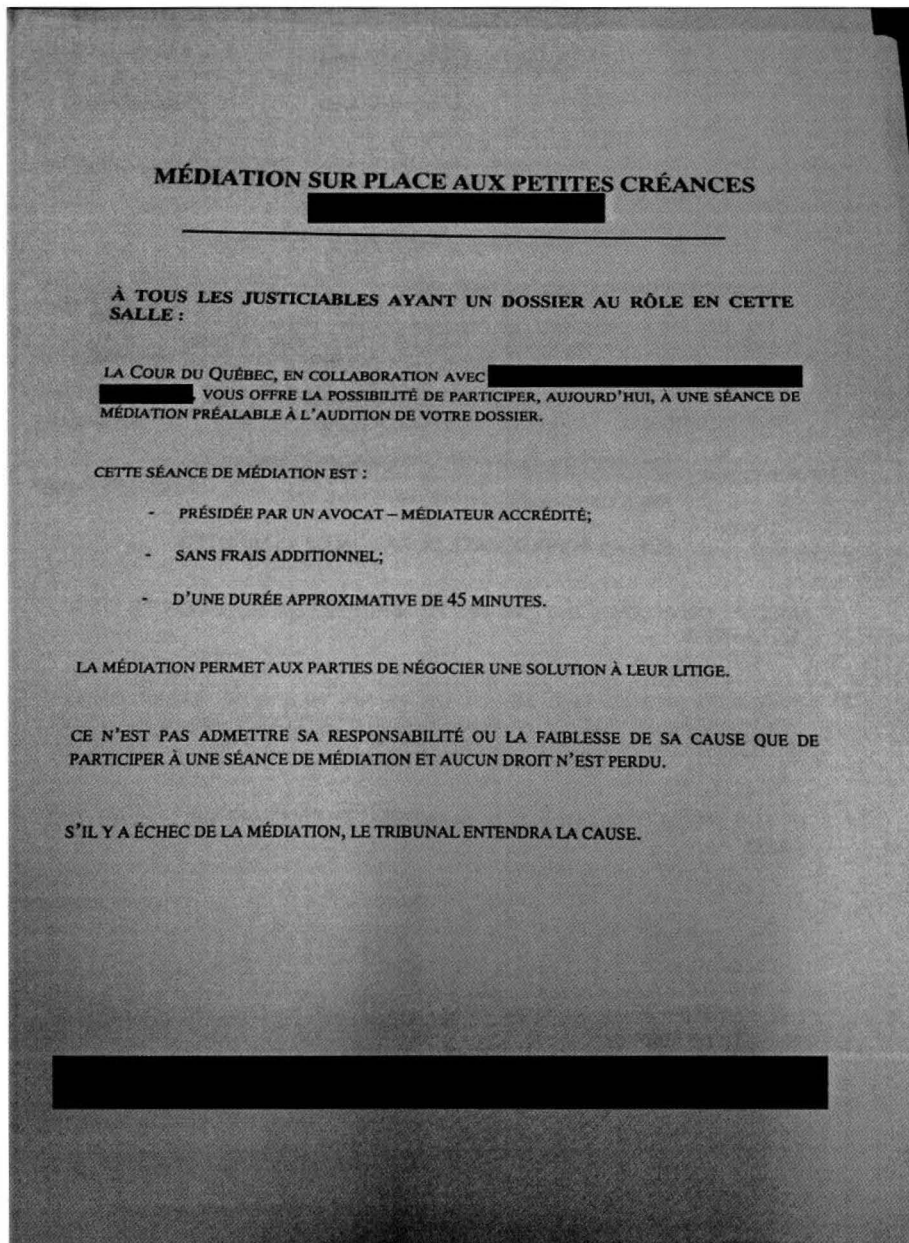 MÉDIATION SUR PLACE AUX PETITES CRÉANCES
À TOUS LES JUSTICIABLES AYANT UN DOSSIER AU RÔLE EN CETTE
SALLE :
LA COUR DU QUÉBEC, EN COLLABORATION AVEC
, VOUS OFFRE LA POSSIBILITÉ DE PARTICIPER, AUJOURD'HUI, À UNE SÉANCE DE
MÉDIATION PRÉALABLE À L'AUDITION DE VOTRE DOSSIER.
CETTE SÉANCE DE MÉDIATION EST :
- PRÉSIDÉE PAR UN AVOCAT – MÉDIATEUR ACCRÉDITÉ;
- SANS FRAIS ADDITIONNEL;
- D'UNE DURÉE APPROXIMATIVE DE 45 MINUTES.
LA MÉDIATION PERMET AUX PARTIES DE NÉGOCIER UNE SOLUTION À LEUR LITIGE.
CE N'EST PAS ADMETTRE SA RESPONSABILITÉ OU LA FAIBLESSE DE SA CAUSE QUE DE
PARTICIPER À UNE SÉANCE DE MÉDIATION ET AUCUN DROIT N'EST PERDU.
S'IL Y A ÉCHEC DE LA MÉDIATION, LE TRIBUNAL ENTENDRA LA CAUSE.